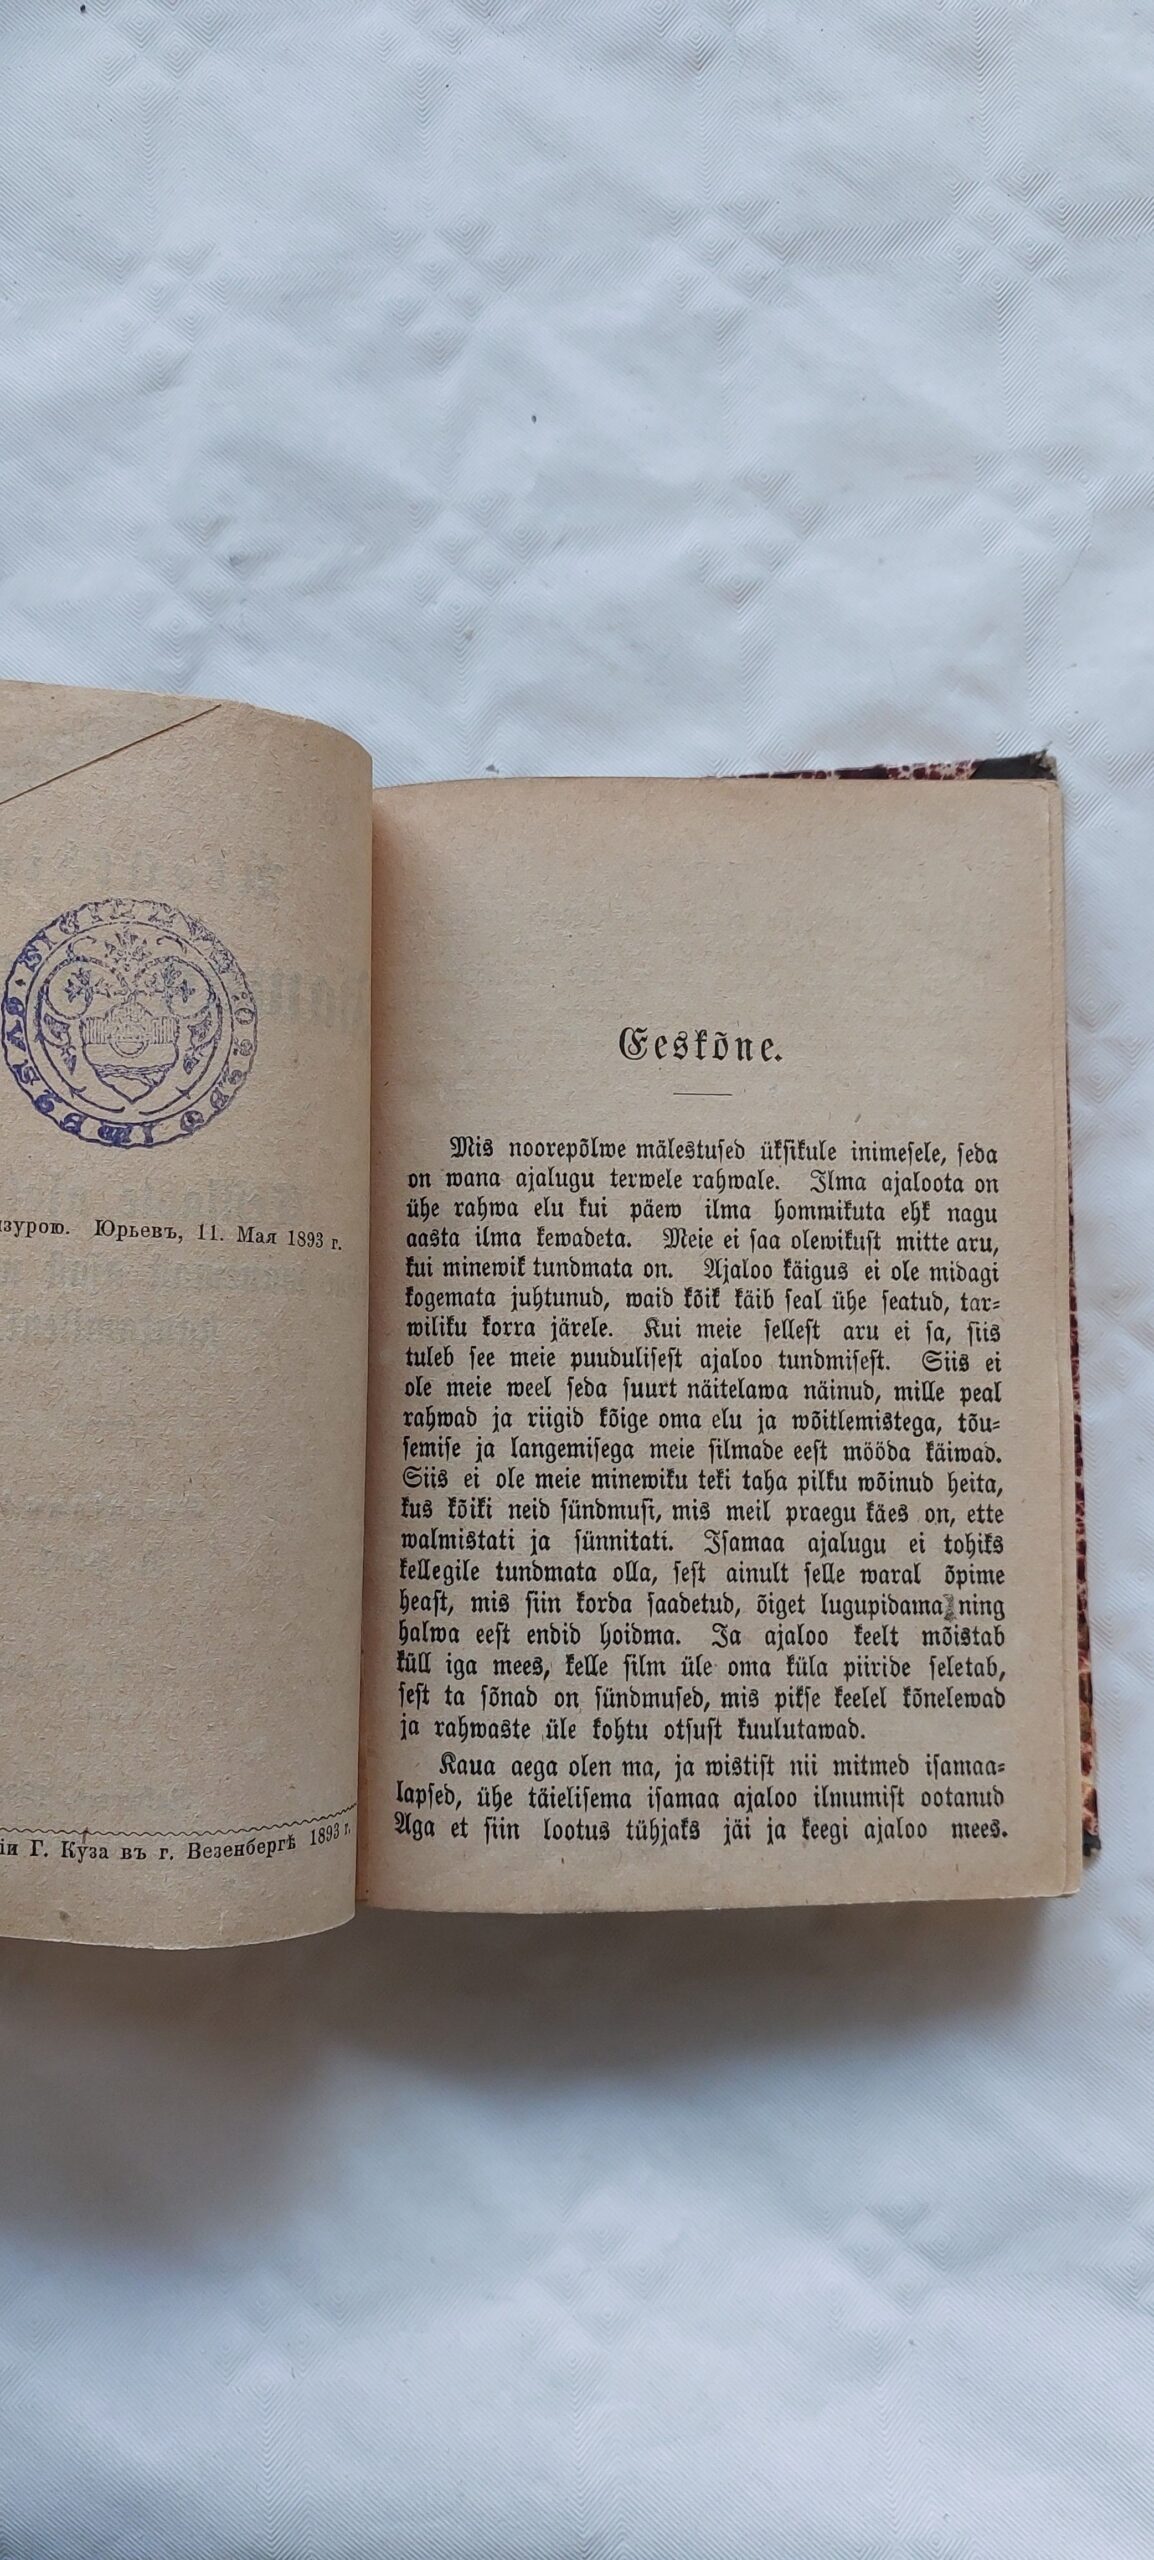 Юрьевъ, 11. Мая 1893 г.
Г. Куза въ г. Везенбергѣ 1893 г.
Eeskõne.
Mis noorepõlwe mälestused üksikule inimesele, seda
on wana ajalugu terwele rahwale. Ilma ajaloota on
ühe rahwa elu kui päew ilma hommikuta ehk nagu
aasta ilma kewadeta. Meie ei saa olewikust mitte aru,
kui minewik tundmata on. Ajaloo käigus ei ole midagi
kogemata juhtunud, waid kõik käib seal ühe seatud, tar-
wiliku korra järele. Kui meie sellest aru ei sa, siis
tuleb see meie puudulisest ajaloo tundmisest. Siis ei
ole meie weel seda suurt näitelawa näinud, mille peal
rahwad ja riigid kõige oma elu ja wõitlemistega, tõu-
semise ja langemisega meie silmade eest mööda käiwad.
Siis ei ole meie minewiku teki taha pilku wõinud heita,
kus kõiki neid sündmusi, mis meil praegu käes on, ette
walmistati ja sünnitati. Isamaa ajalugu ei tohiks
kellegile tundmata olla, sest ainult selle waral õpime
heast, mis siin korda saadetud, õiget lugupidama ning
halwa eest endid hoidma. Ja ajaloo keelt mõistab
küll iga mees, kelle silm üle oma küla piiride seletab,
sest ta sõnad on sündmused, mis pikse keelel kõnelewad
ja rahwaste üle kohtu otsust kuulutawad.
Kaua aega olen ma, ja wistist nii mitmed isamaa-
lapsed, ühe täielisema isamaa ajaloo ilmumist ootanud
Aga et siin lootus tühjaks jäi ja keegi ajaloo mees.